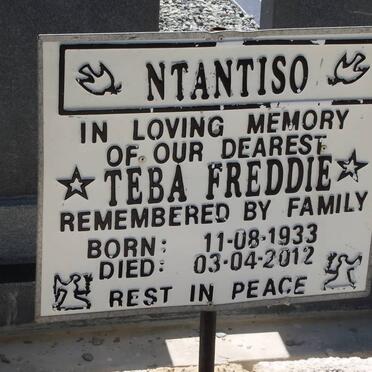 NTANTISO
IN LOVING MEMORY
OF OUR DEAREST
TEBA FREDDIE
REMEMBERED BY FAMILY
BORN: 11-08-1933
DIED: 03-04-2012
REST IN PEACE